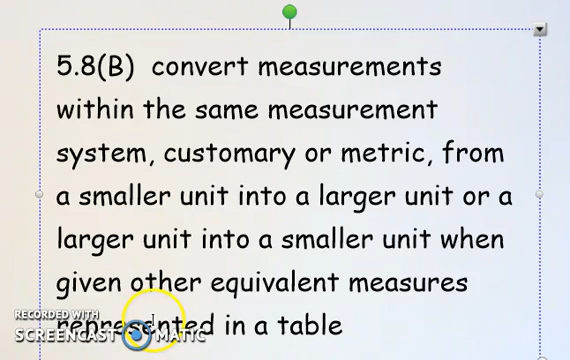 5.8(B) convert measurements
within the same measurement
system, customary or metric, from
a smaller unit into a larger unit or a
larger unit into a smaller unit when
given other equivalent measures
represented in a table
RECORDED WITH
SCREENCAST MATIC